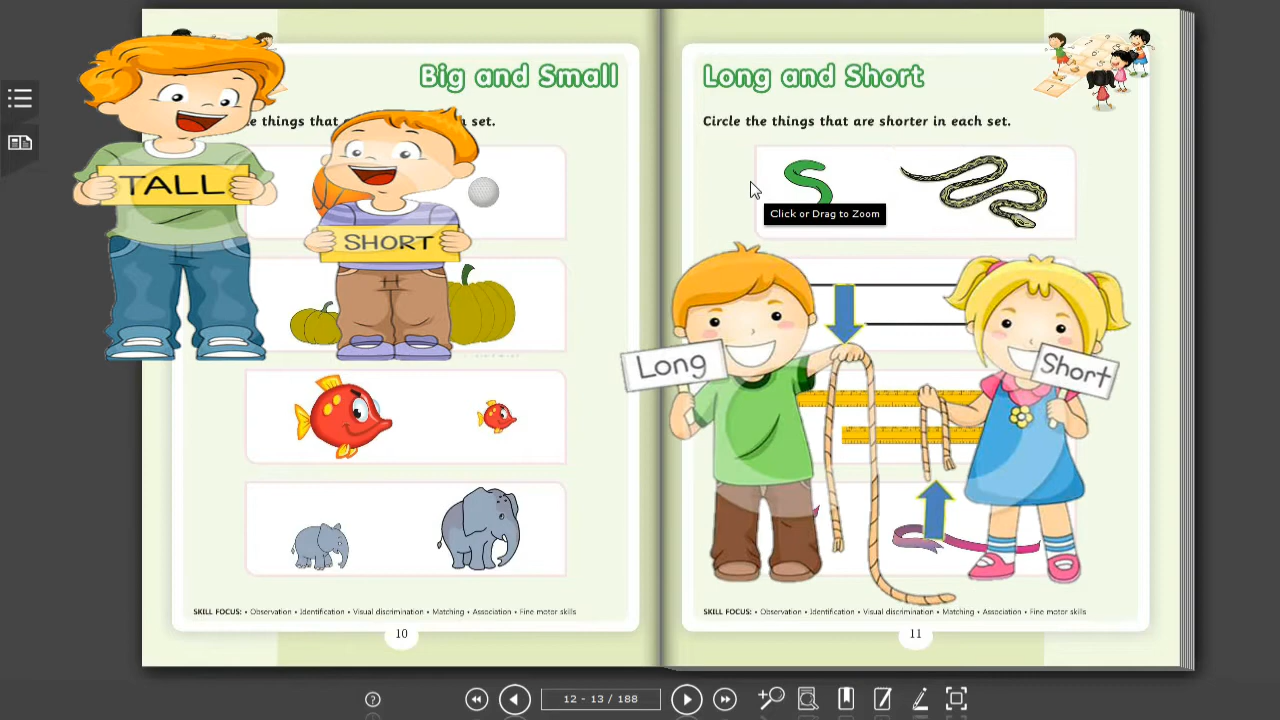 Big and Small
e things that
set.
TALL
SHORT
SKILL FOCUS: • Observation • Identification • Visual discrimination • Matching • Association • Fine motor skills
10
Long and Short
Circle the things that are shorter in each set.
Click or Drag to Zoom
Long
Short
SKILL FOCUS: • Observation • Identification • Visual discrimination • Matching • Association • Fine motor skills
11
12 - 13 / 188